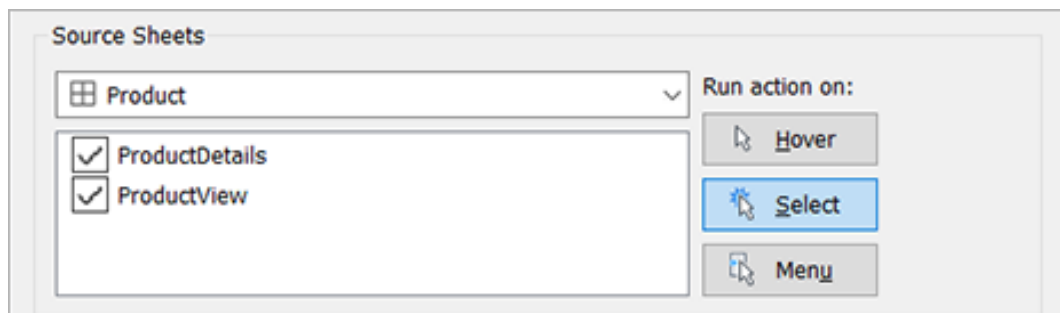 Source Sheets
Product
Run action on:
ProductDetails
ProductView
Hover
Select
Menu